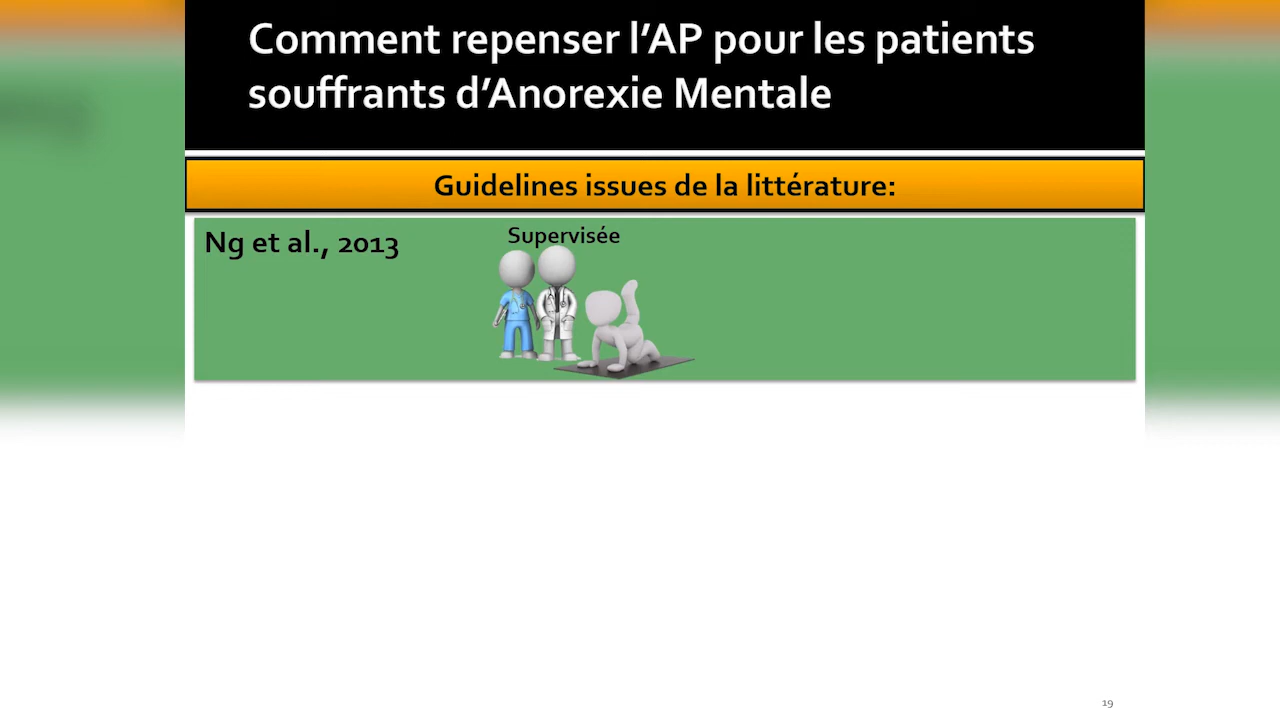 Comment repenser l’AP pour les patients
souffrants d’Anorexie Mentale
Guidelines issues de la littérature:
Ng et al., 2013
Supervisée
19